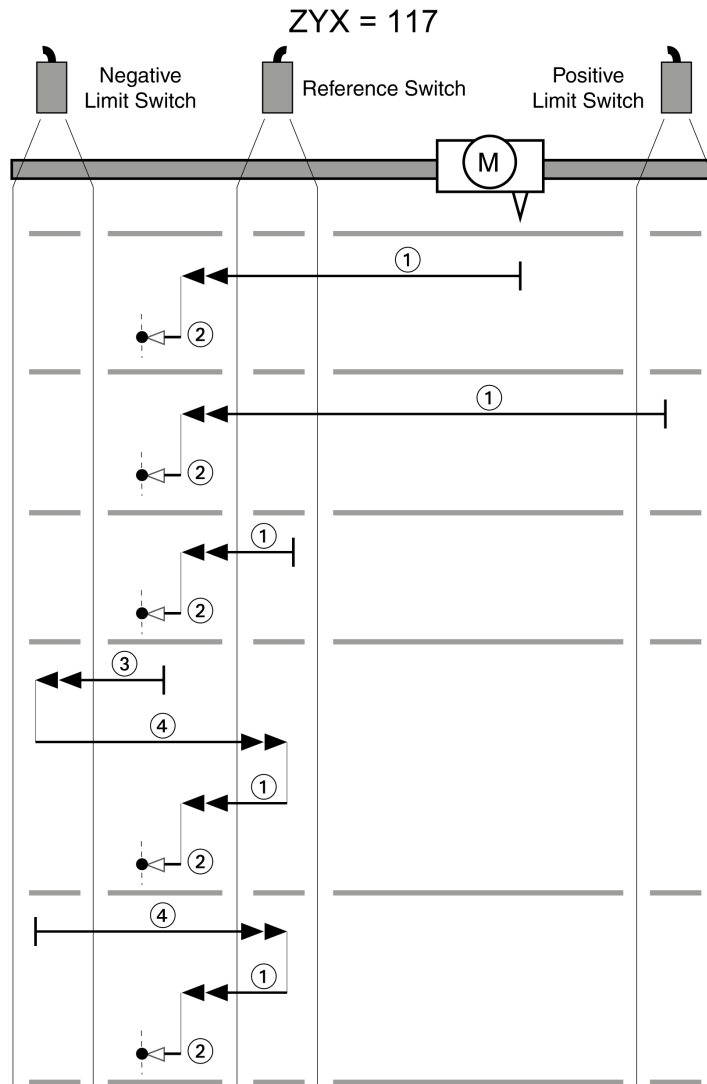 ZYX = 117
Negative
Limit Switch
Reference Switch
Positive
Limit Switch
M
1
2
1
2
1
2
3
4
1
2
4
1
2